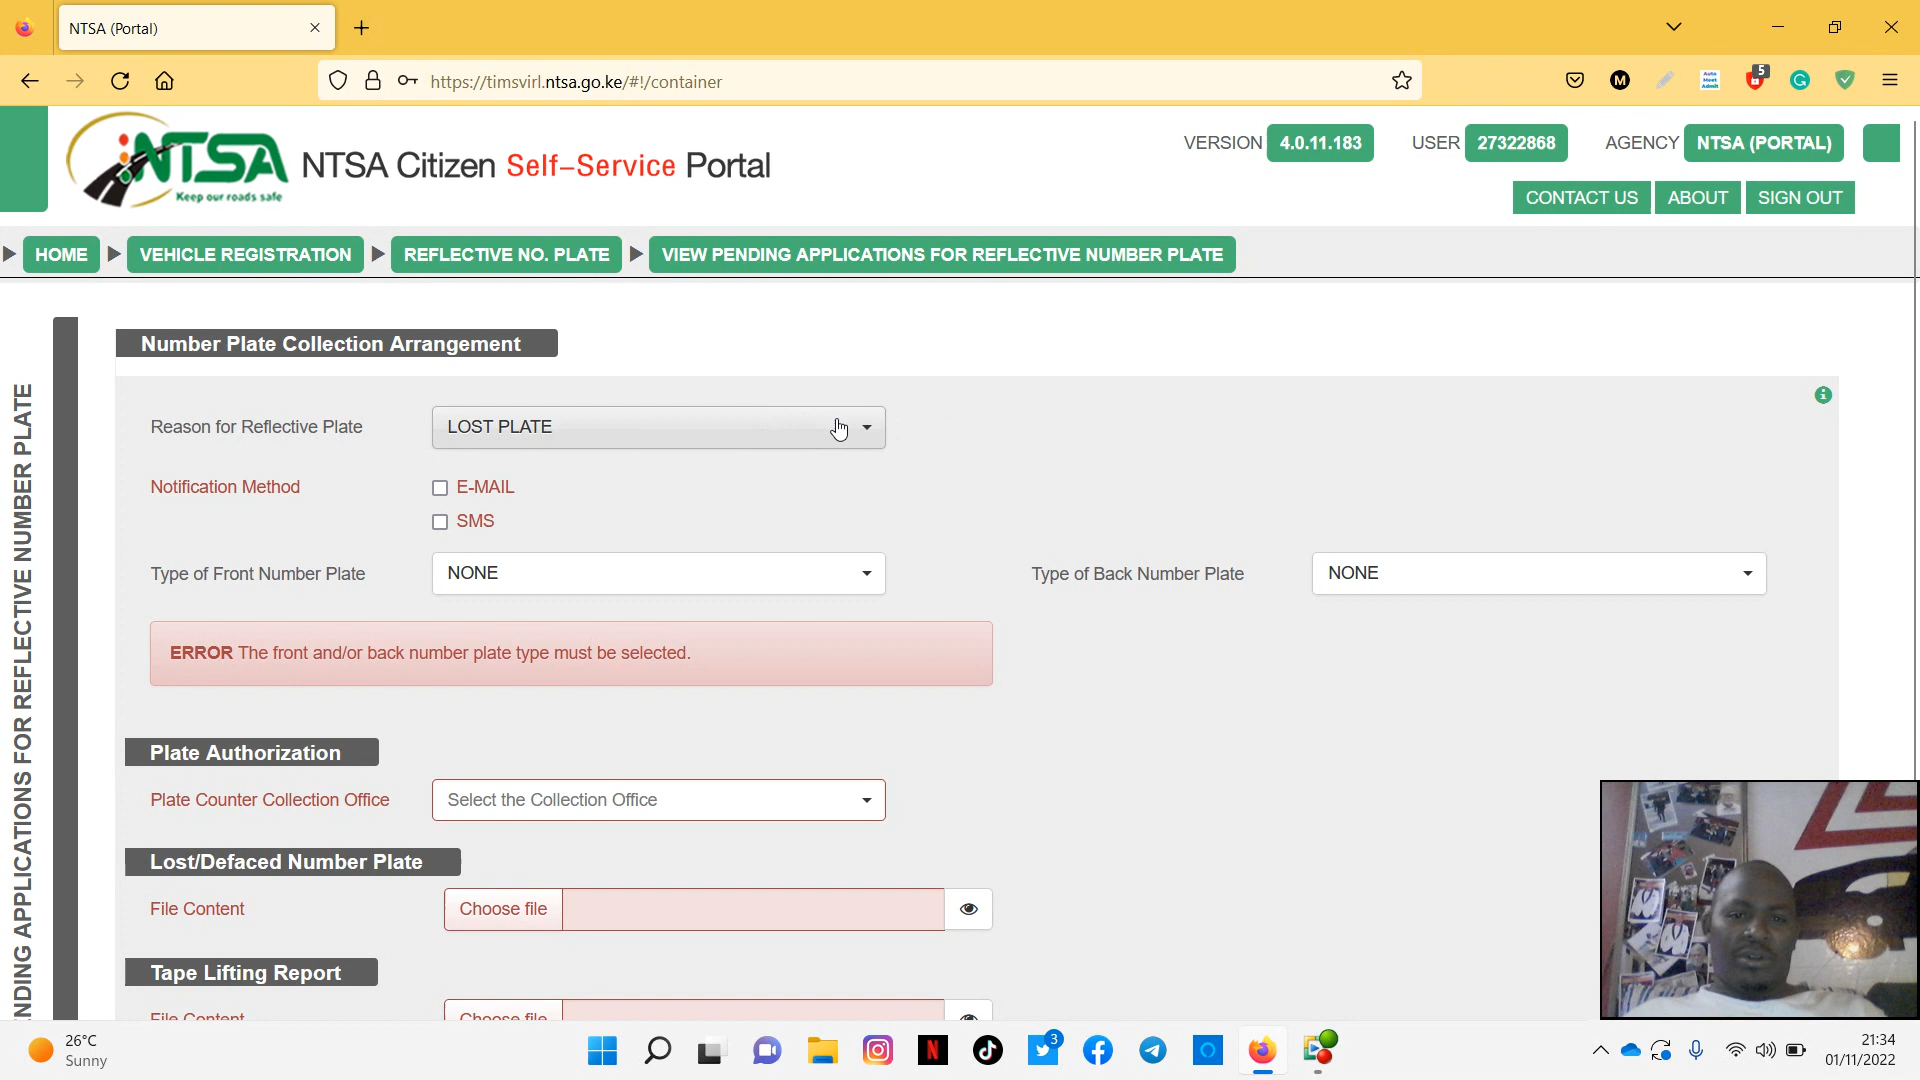 NTSA (Portal)
https://timsvirl.ntsa.go.ke/#!/container
5
NTSA
Keep our roads safe
NTSA Citizen Self-Service Portal
VERSION 4.0.11.183 USER 27322868 AGENCY NTSA (PORTAL)
CONTACT US ABOUT SIGN OUT
HOME VEHICLE REGISTRATION REFLECTIVE NO. PLATE VIEW PENDING APPLICATIONS FOR REFLECTIVE NUMBER PLATE
NDING APPLICATIONS FOR REFLECTIVE NUMBER PLATE
Number Plate Collection Arrangement
Reason for Reflective Plate LOST PLATE
Notification Method E-MAIL
SMS
Type of Front Number Plate NONE Type of Back Number Plate NONE
ERROR The front and/or back number plate type must be selected.
Plate Authorization
Plate Counter Collection Office Select the Collection Office
Lost/Defaced Number Plate
File Content Choose file
Tape Lifting Report
File Content Choose file
26°C
Sunny
3
21:34
01/11/2022